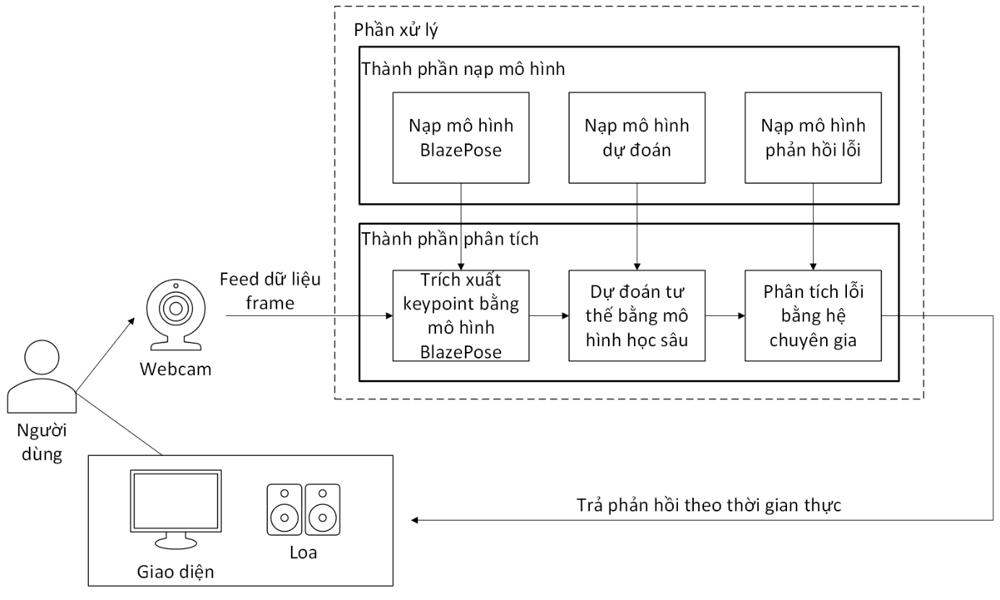 Phần xử lý
Thành phần nạp mô hình
Nạp mô hình
BlazePose
Nạp mô hình
dự đoán
Nạp mô hình
phản hồi lỗi
Thành phần phân tích
Trích xuất
keypoint bằng
mô hình
BlazePose
Dự đoán tư
thế bằng mô
hình học sâu
Phân tích lỗi
bằng hệ
chuyên gia
Feed dữ liệu
frame
Webcam
Người
dùng
Trả phản hồi theo thời gian thực
Loa
Giao diện